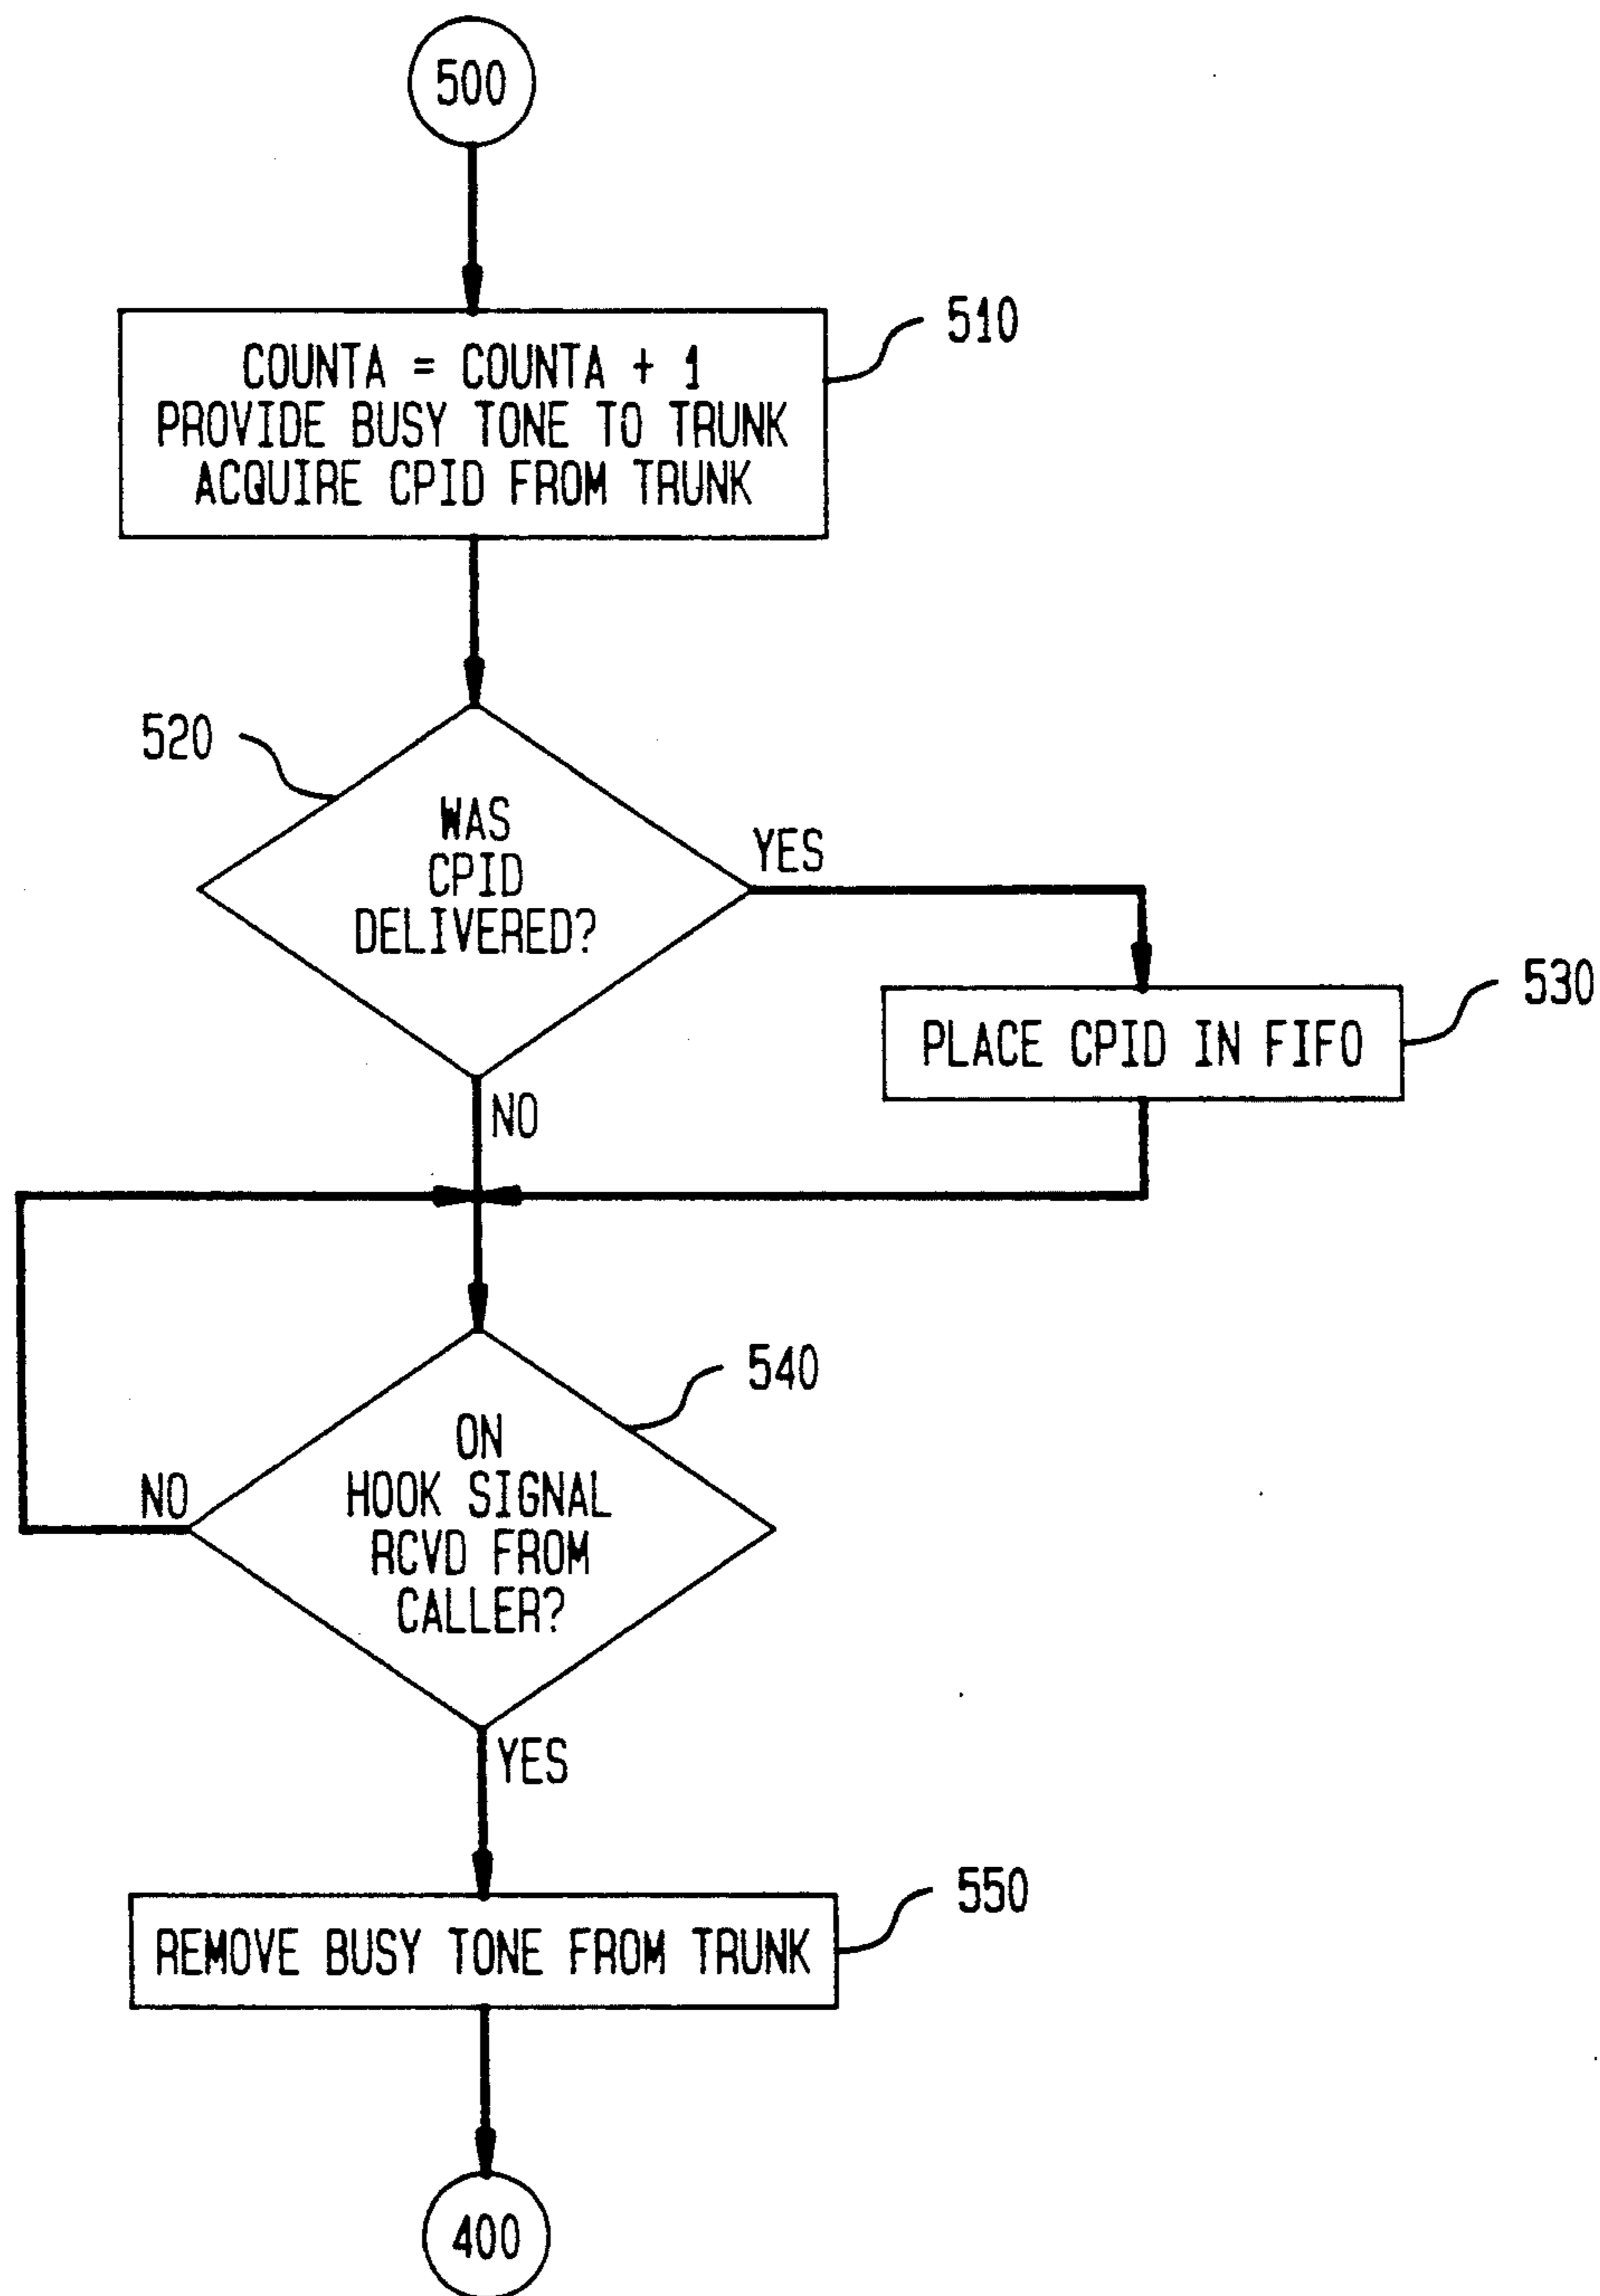 500
510
COUNTA = COUNTA + 1
PROVIDE BUSY TONE TO TRUNK
ACQUIRE CPID FROM TRUNK
520
WAS
CPID
DELIVERED?
YES
530
PLACE CPID IN FIFO
NO
540
ON
HOOK SIGNAL
RCVD FROM
CALLER?
NO
YES
550
REMOVE BUSY TONE FROM TRUNK
400